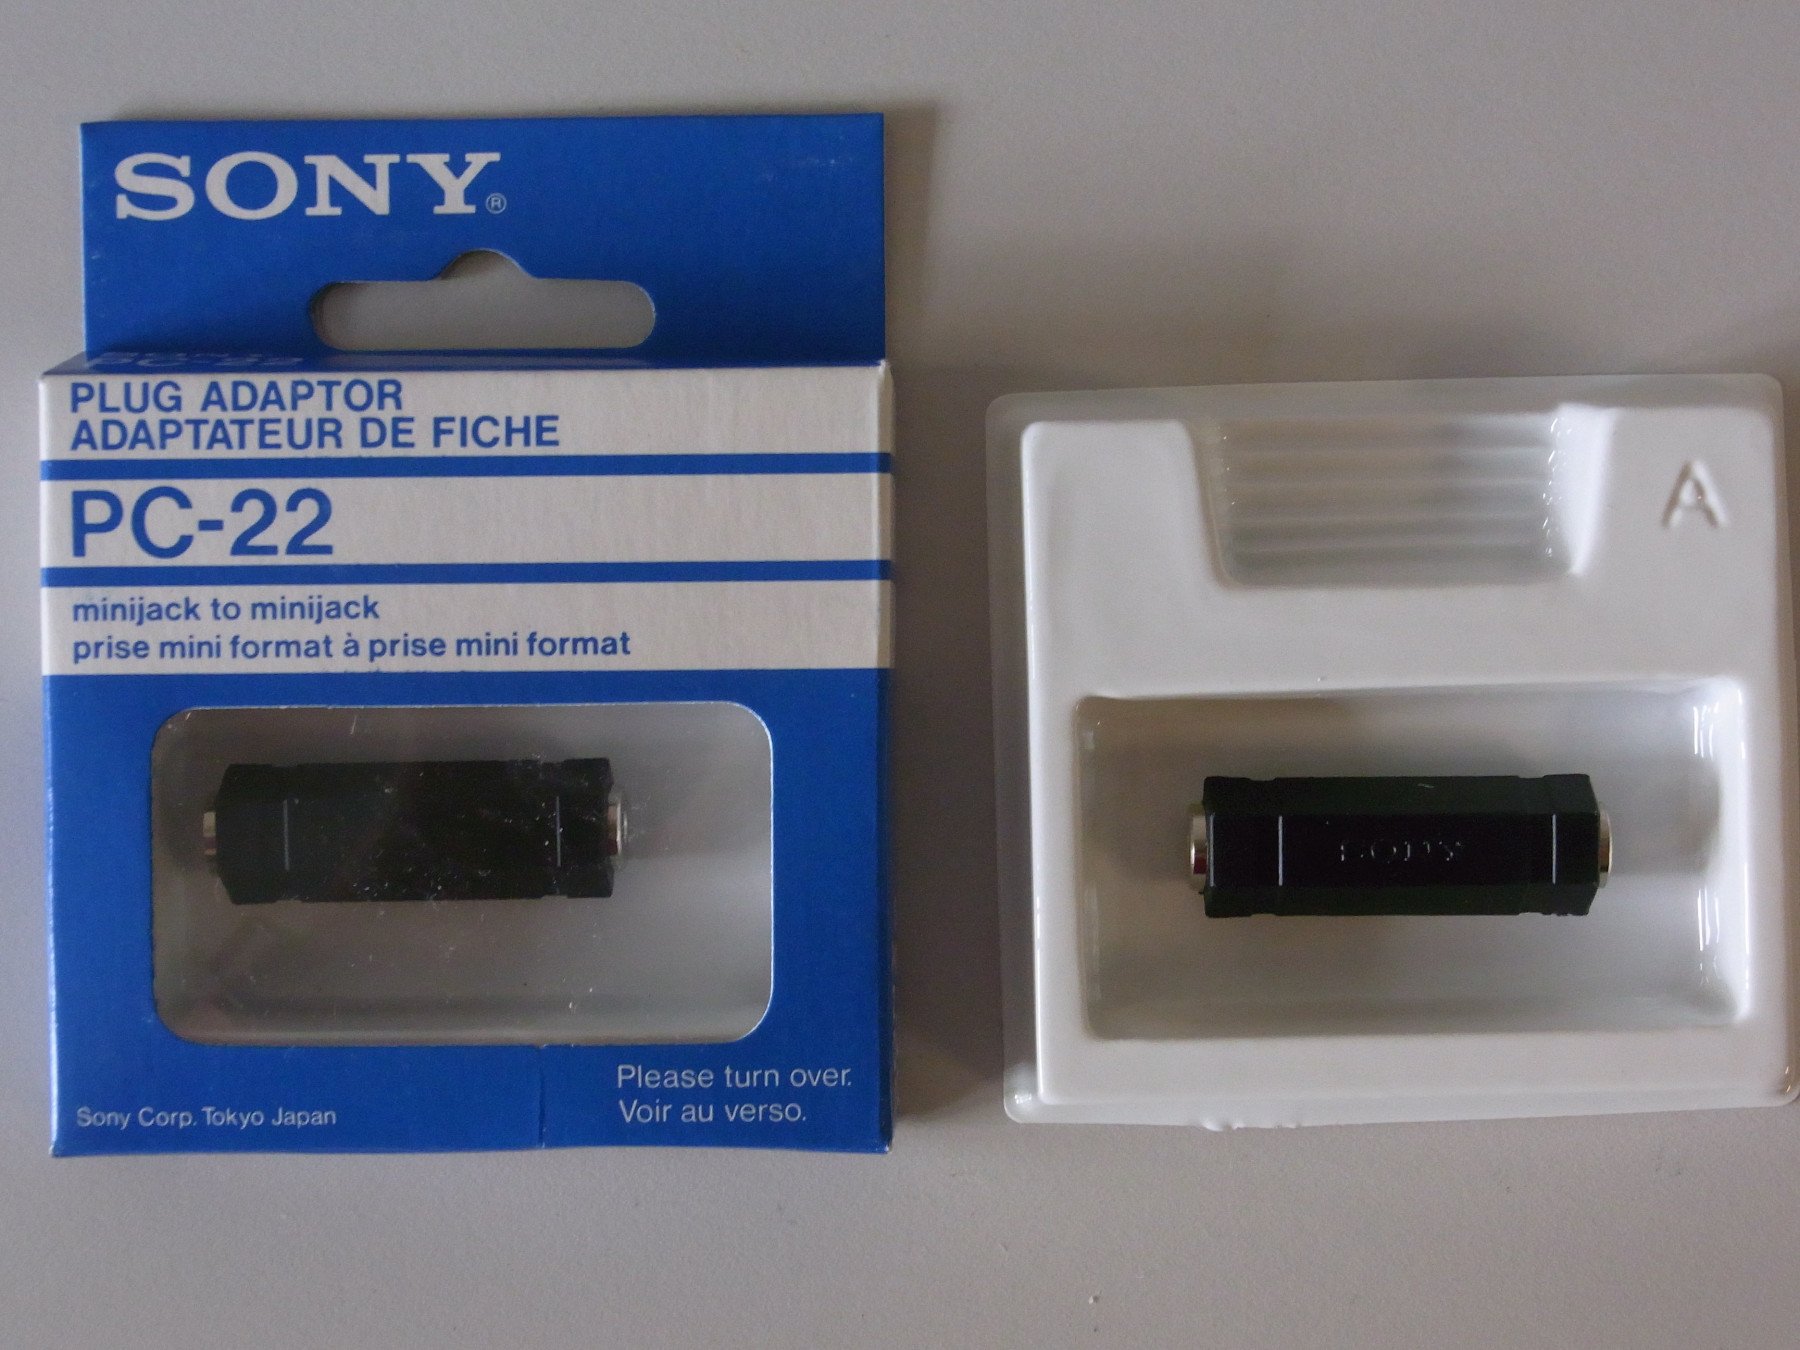 SONY®
PLUG ADAPTOR
ADAPTATEUR DE FICHE
PC-22
minijack to minijack
prise mini format à prise mini format
Please turn over.
Voir au verso.
Sony Corp. Tokyo Japan
A
SONY